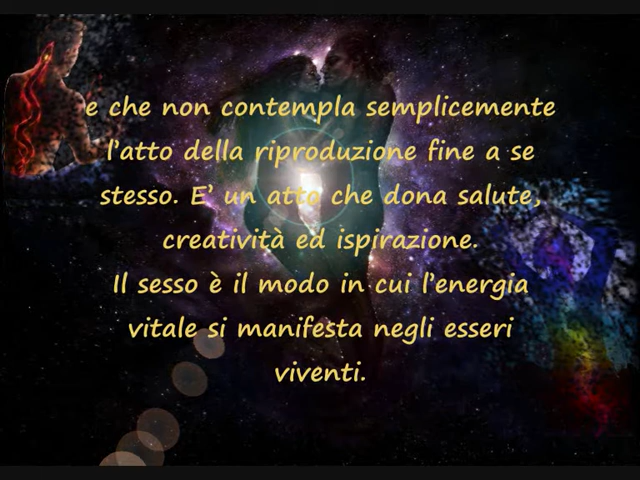 e che non contempla semplicemente
l'atto della riproduzione fine a se
stesso. E' un atto che dona salute,
creatività ed ispirazione.
Il sesso è il modo in cui l'energia
vitale si manifesta negli esseri
viventi.